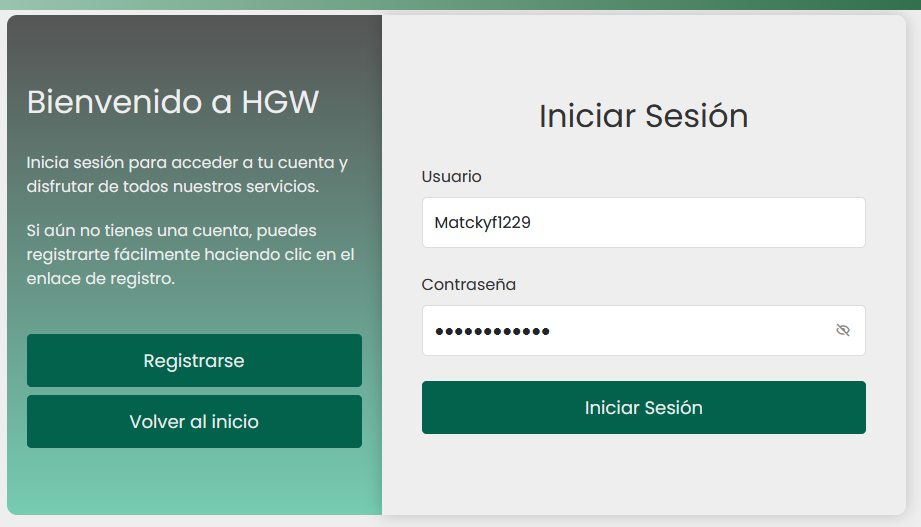 Bienvenido a HGW
Inicia sesión para acceder a tu cuenta y
disfrutar de todos nuestros servicios.
Si aún no tienes una cuenta, puedes
registrarte fácilmente haciendo clic en el
enlace de registro.
Registrarse
Volver al inicio
Iniciar Sesión
Usuario
Matckyf1229
Contraseña
••••••••••••
Iniciar Sesión